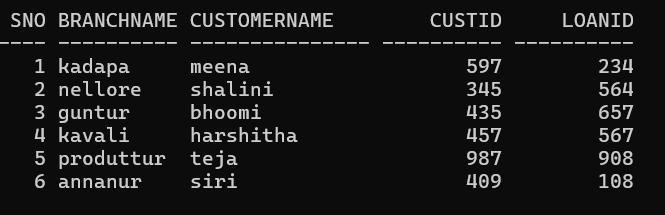 SNO BRANCHNAME CUSTOMERNAME CUSTID LOANID
---- ---------- --------------- ---------- ----------
1 kadapa meena 597 234
2 nellore shalini 345 564
3 guntur bhoomi 435 657
4 kavali harshitha 457 567
5 produttur teja 987 908
6 annanur siri 409 108